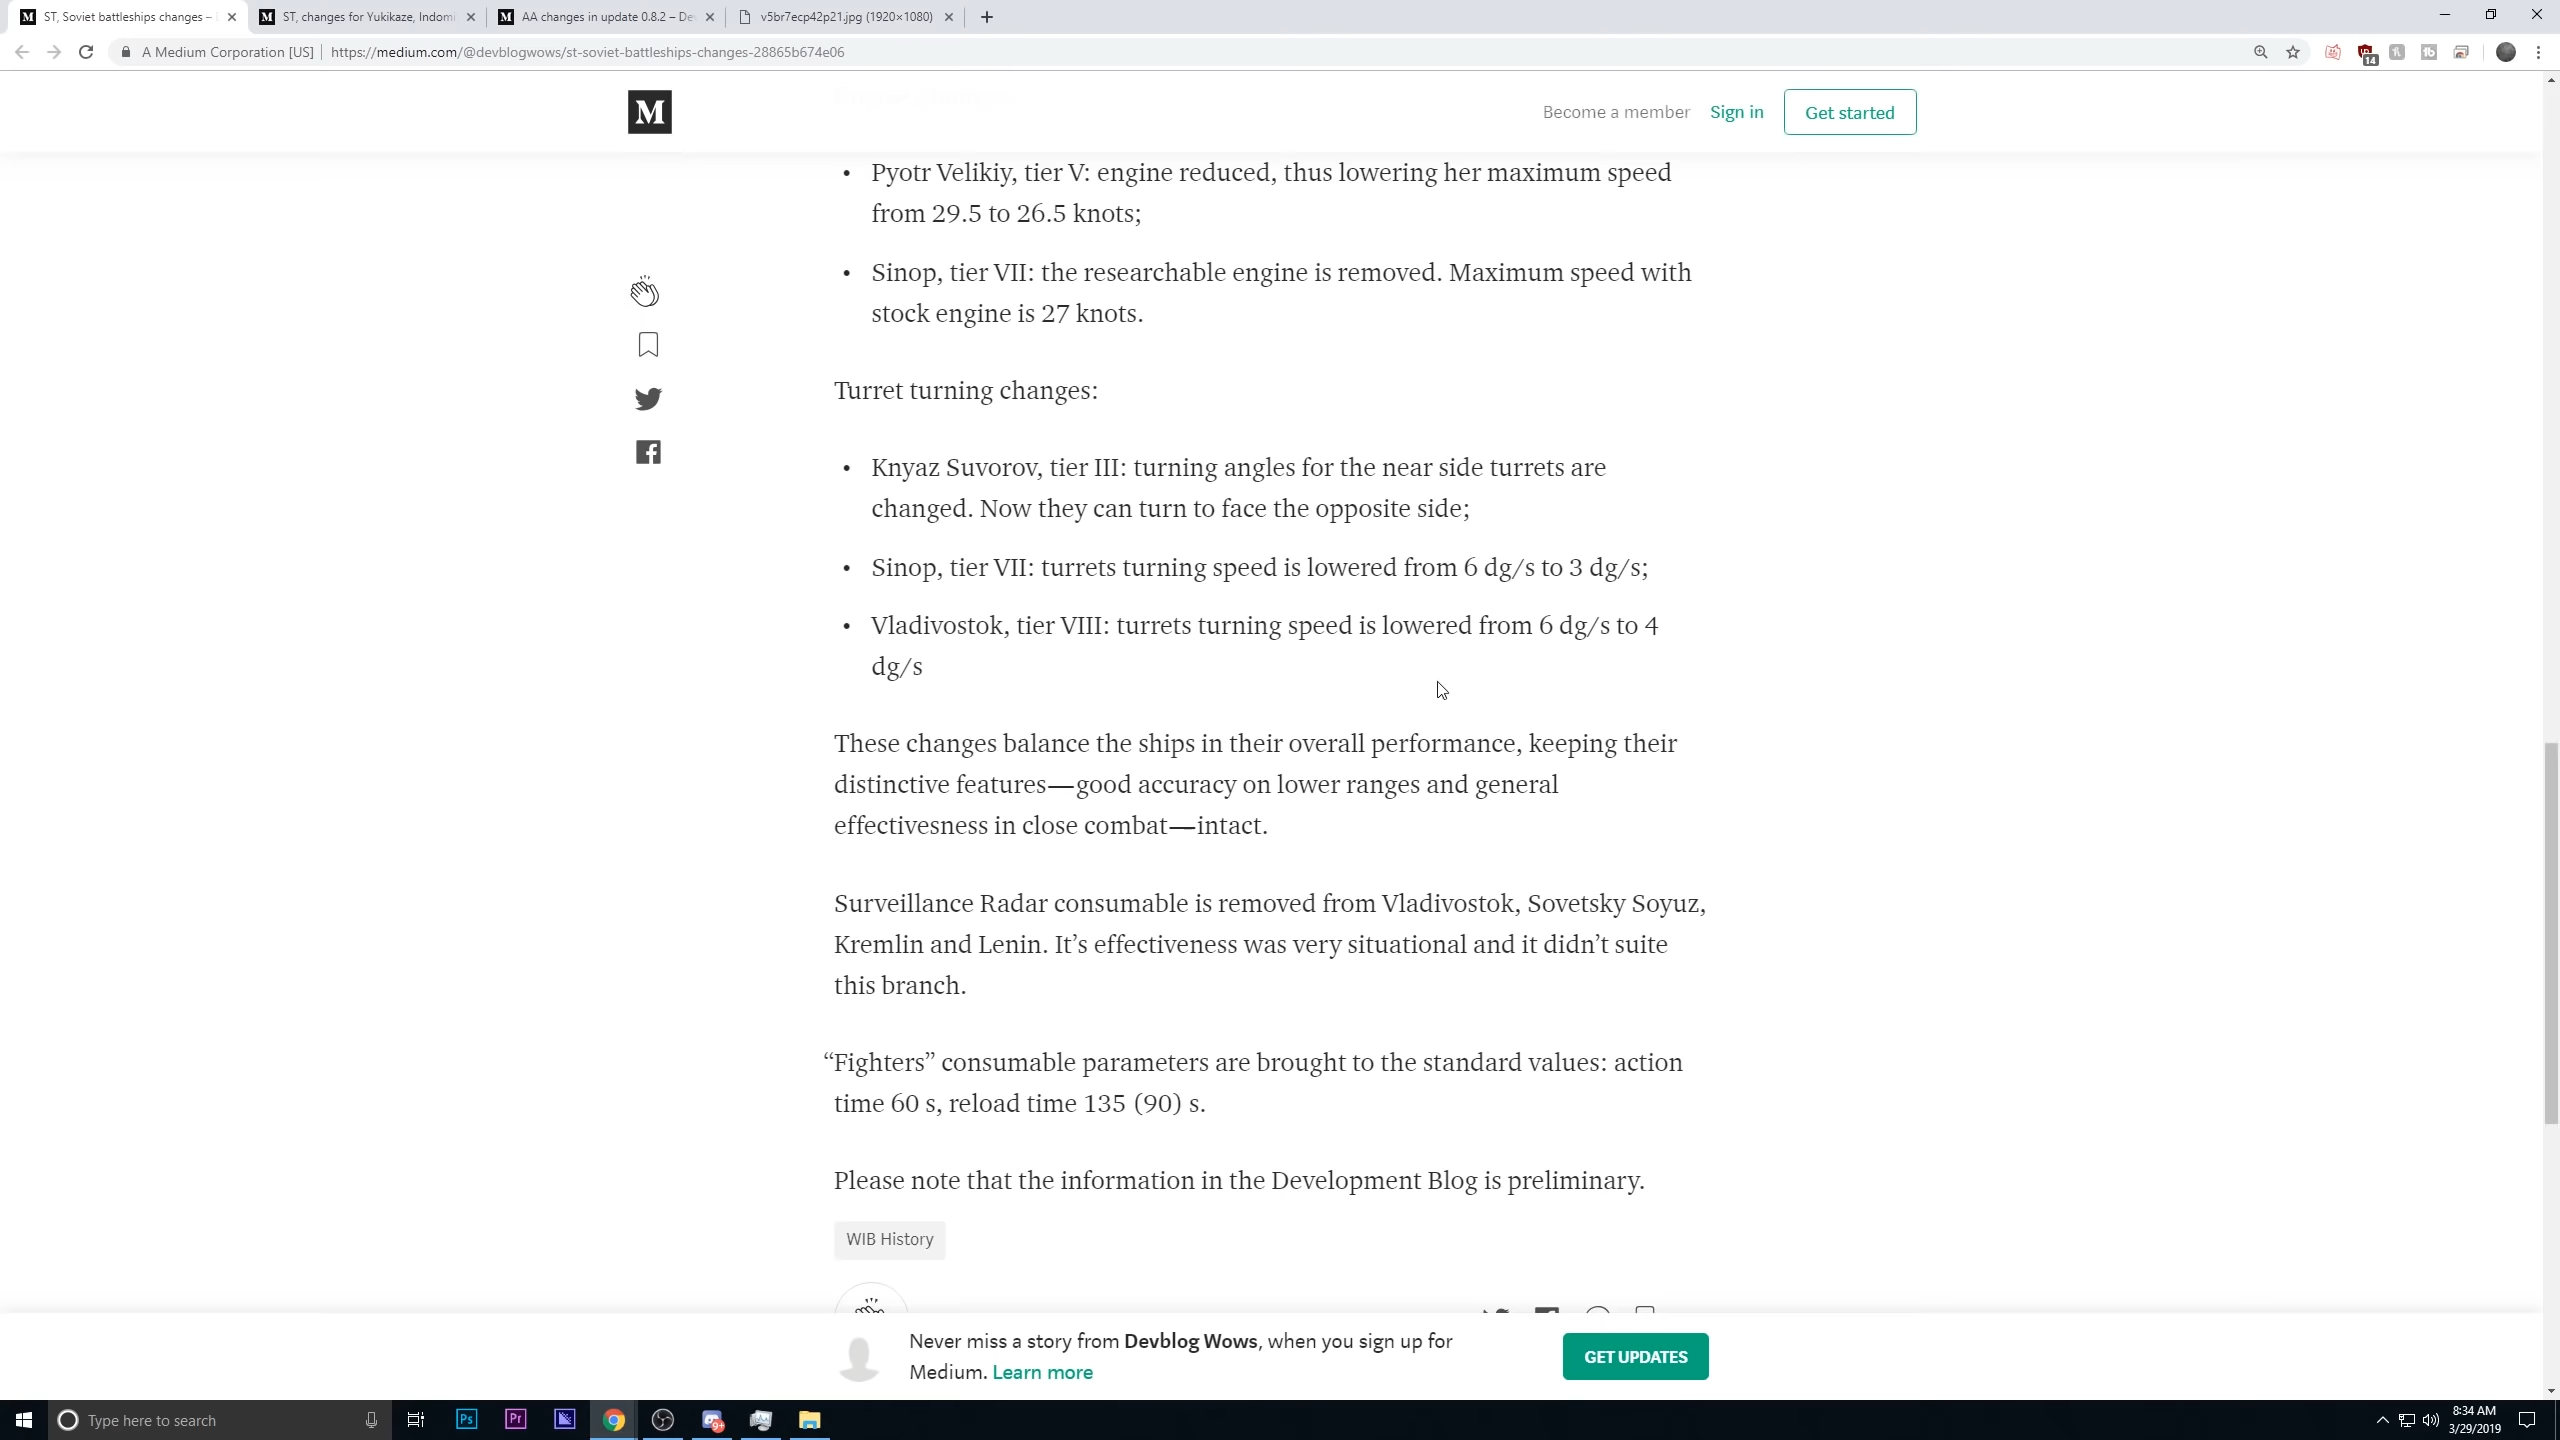 ST, Soviet battleships changes –
ST, changes for Yukikaze, Indomi
AA changes in update 0.8.2 – De
v5br7ecp42p21.jpg (1920×1080)
A Medium Corporation [US]
https://medium.com/@devblogwows/st-soviet-battleships-changes-28865b674e06
14
M
Become a member
Sign in
Get started
• Pyotr Velikiy, tier V: engine reduced, thus lowering her maximum speed
from 29.5 to 26.5 knots;
• Sinop, tier VII: the researchable engine is removed. Maximum speed with
stock engine is 27 knots.
Turret turning changes:
• Knyaz Suvorov, tier III: turning angles for the near side turrets are
changed. Now they can turn to face the opposite side;
• Sinop, tier VII: turrets turning speed is lowered from 6 dg/s to 3 dg/s;
• Vladivostok, tier VIII: turrets turning speed is lowered from 6 dg/s to 4
dg/s
These changes balance the ships in their overall performance, keeping their
distinctive features — good accuracy on lower ranges and general
effectivesness in close combat — intact.
Surveillance Radar consumable is removed from Vladivostok, Sovetsky Soyuz,
Kremlin and Lenin. It’s effectiveness was very situational and it didn’t suite
this branch.
“Fighters” consumable parameters are brought to the standard values: action
time 60 s, reload time 135 (90) s.
Please note that the information in the Development Blog is preliminary.
WIB History
Never miss a story from Devblog Wows, when you sign up for
Medium. Learn more
GET UPDATES
Type here to search
Ps
Pr
9+
8:34 AM
3/29/2019